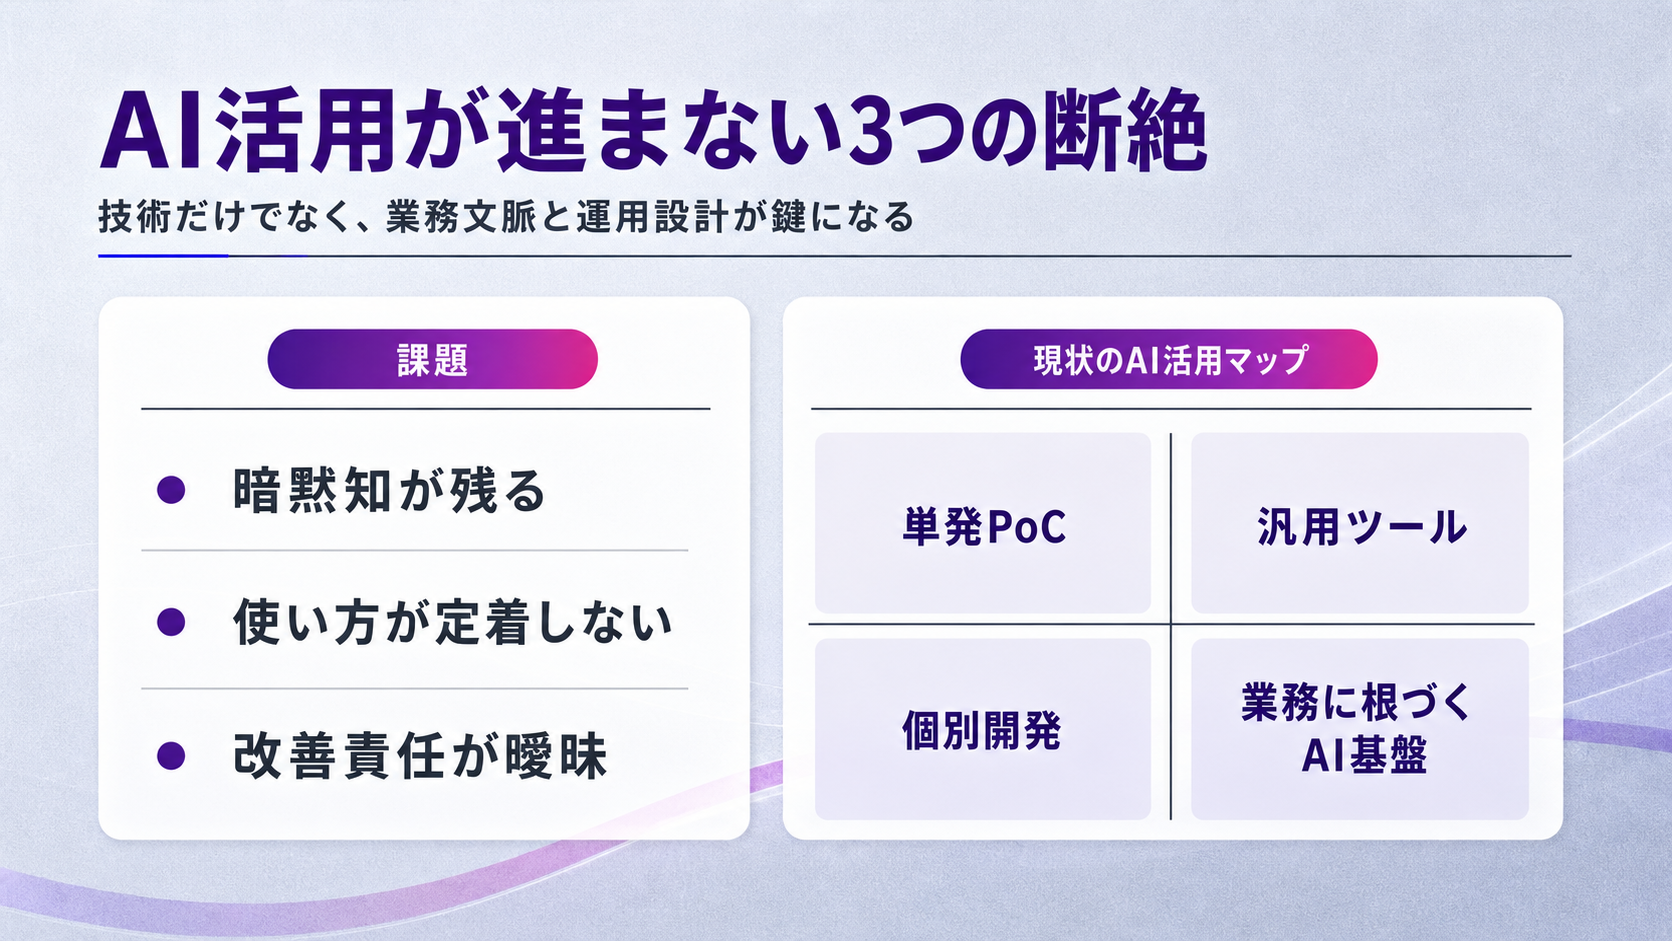 AI活用が進まない3つの断絶
技術だけでなく、業務文脈と運用設計が鍵になる
課題
暗黙知が残る
使い方が定着しない
改善責任が曖昧
現状のAI活用マップ
単発PoC
汎用ツール
個別開発
業務に根づく
AI基盤